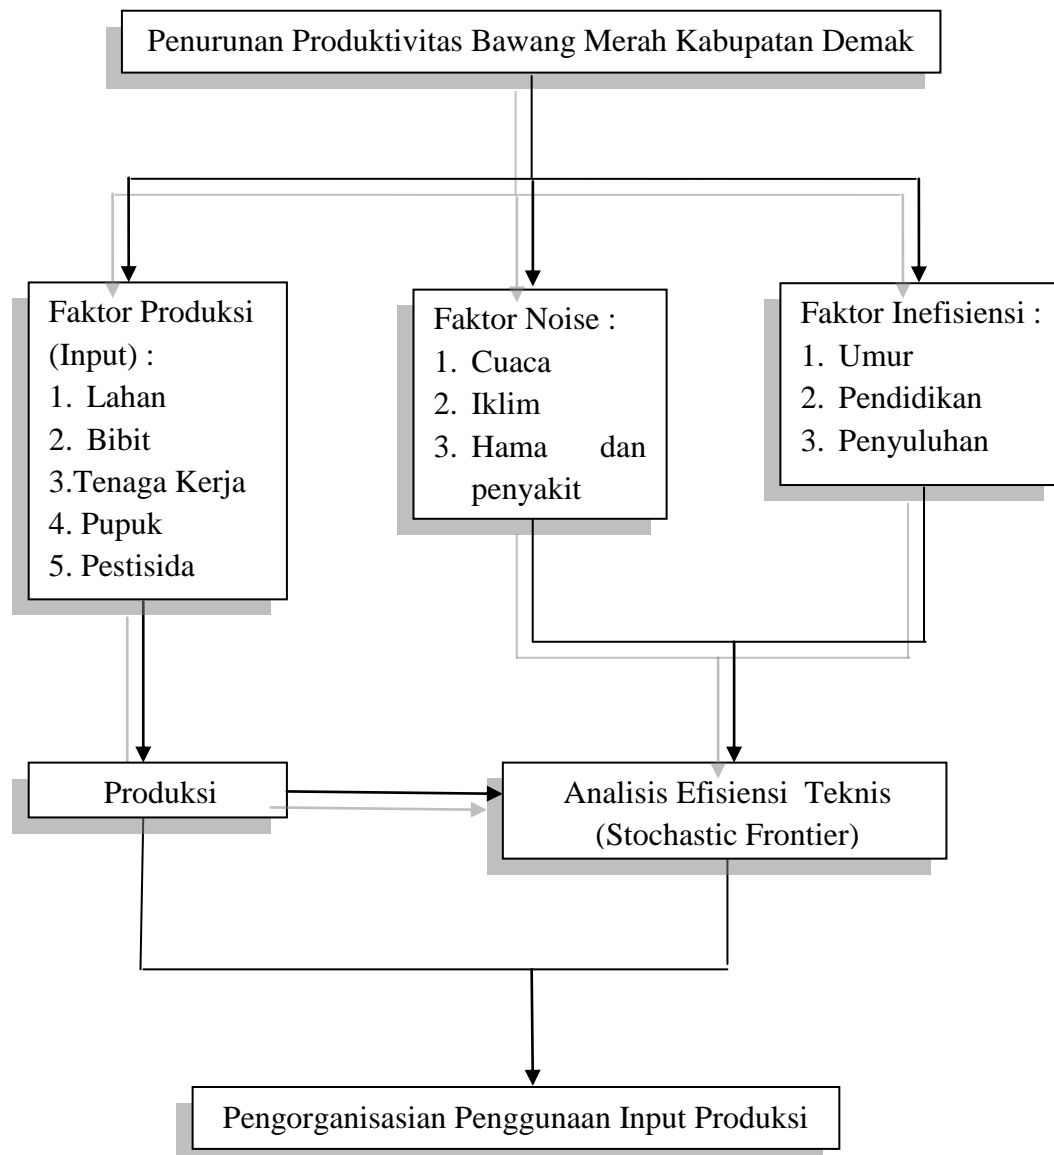 Penurunan Produktivitas Bawang Merah Kabupatan Demak
Faktor Produksi
(Input) :
1. Lahan
2. Bibit
3.Tenaga Kerja
4. Pupuk
5. Pestisida
Faktor Noise :
1. Cuaca
2. Iklim
3. Hama dan
penyakit
Faktor Inefisiensi :
1. Umur
2. Pendidikan
3. Penyuluhan
Produksi
Analisis Efisiensi Teknis
(Stochastic Frontier)
Pengorganisasian Penggunaan Input Produksi